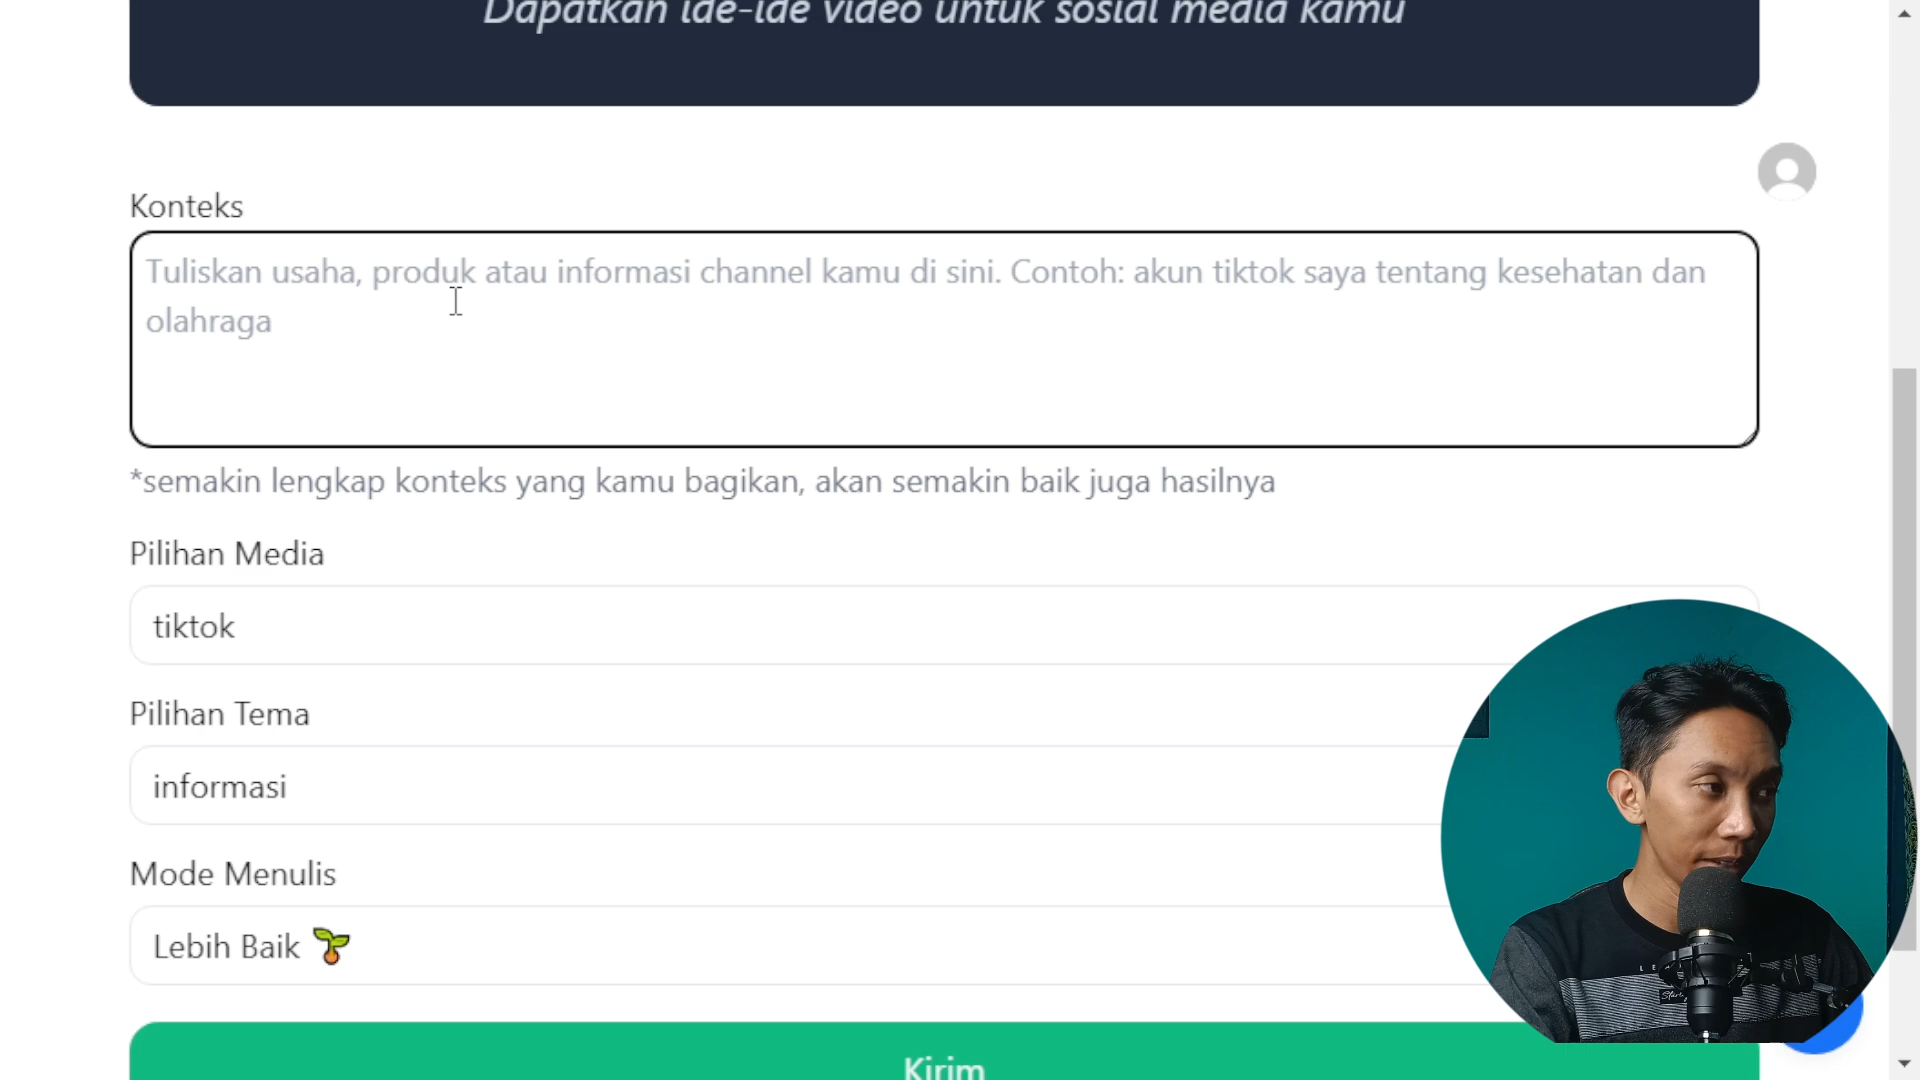 Dapatkan ide-ide video untuk sosial media kamu
Konteks
Tuliskan usaha, produk atau informasi channel kamu di sini. Contoh: akun tiktok saya tentang kesehatan dan
olahraga
*semakin lengkap konteks yang kamu bagikan, akan semakin baik juga hasilnya
Pilihan Media
tiktok
Pilihan Tema
informasi
Mode Menulis
Lebih Baik
Kirim